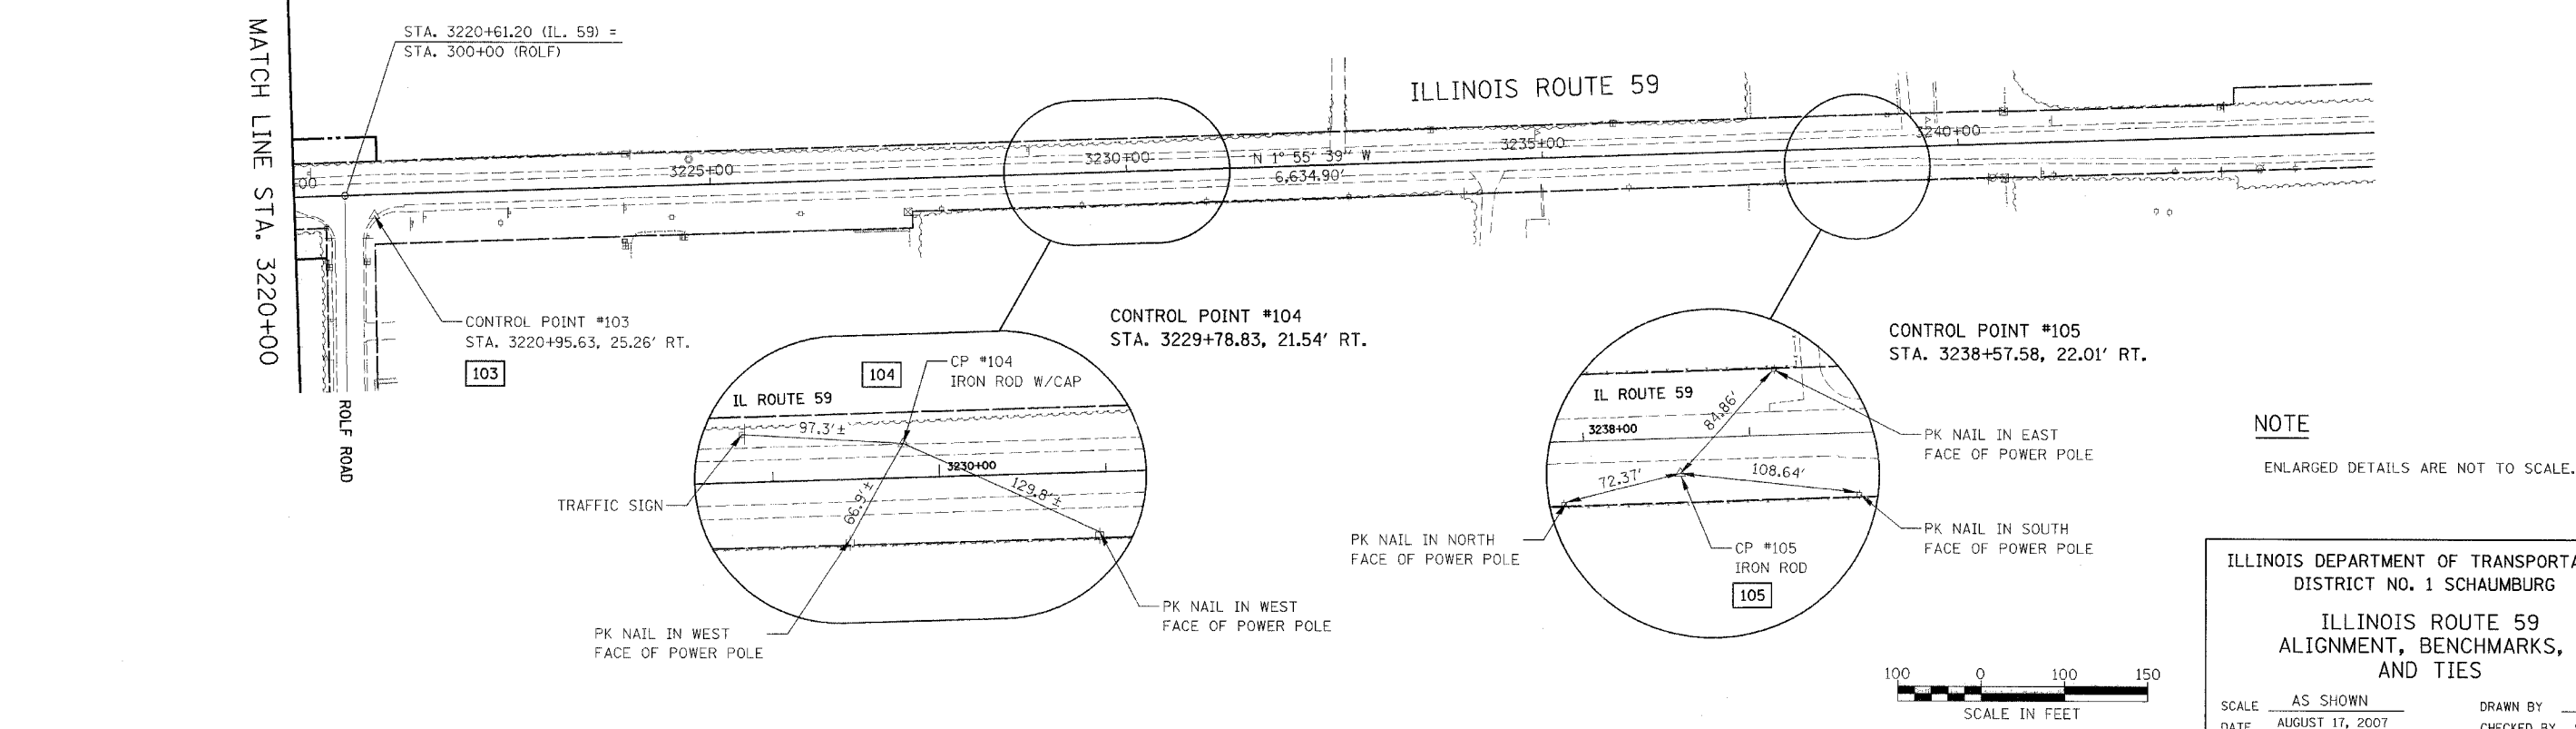 MATCH LINE STA. 3220+00
STA. 3220+61.20 (IL. 59) =
STA. 300+00 (ROLF)
ILLINOIS ROUTE 59
00
3225+00
3230+00
N 1° 55' 39" W
6,634.90'
3235+00
3240+00
CONTROL POINT #103
STA. 3220+95.63, 25.26' RT.
103
ROLF ROAD
CONTROL POINT #104
STA. 3229+78.83, 21.54' RT.
104
CP #104
IRON ROD W/CAP
IL ROUTE 59
97.3'±
3230+00
129.8'±
66.9'±
TRAFFIC SIGN
PK NAIL IN WEST
FACE OF POWER POLE
PK NAIL IN WEST
FACE OF POWER POLE
CONTROL POINT #105
STA. 3238+57.58, 22.01' RT.
IL ROUTE 59
84.86'
3238+00
72.37'
108.64'
PK NAIL IN EAST
FACE OF POWER POLE
PK NAIL IN NORTH
FACE OF POWER POLE
PK NAIL IN SOUTH
FACE OF POWER POLE
CP #105
IRON ROD
105
NOTE
ENLARGED DETAILS ARE NOT TO SCALE.
100 0 100 150
SCALE IN FEET
ILLINOIS DEPARTMENT OF TRANSPORTA
DISTRICT NO. 1 SCHAUMBURG
ILLINOIS ROUTE 59
ALIGNMENT, BENCHMARKS,
AND TIES
SCALE AS SHOWN
DRAWN BY
DATE AUGUST 17, 2007
CHECKED BY